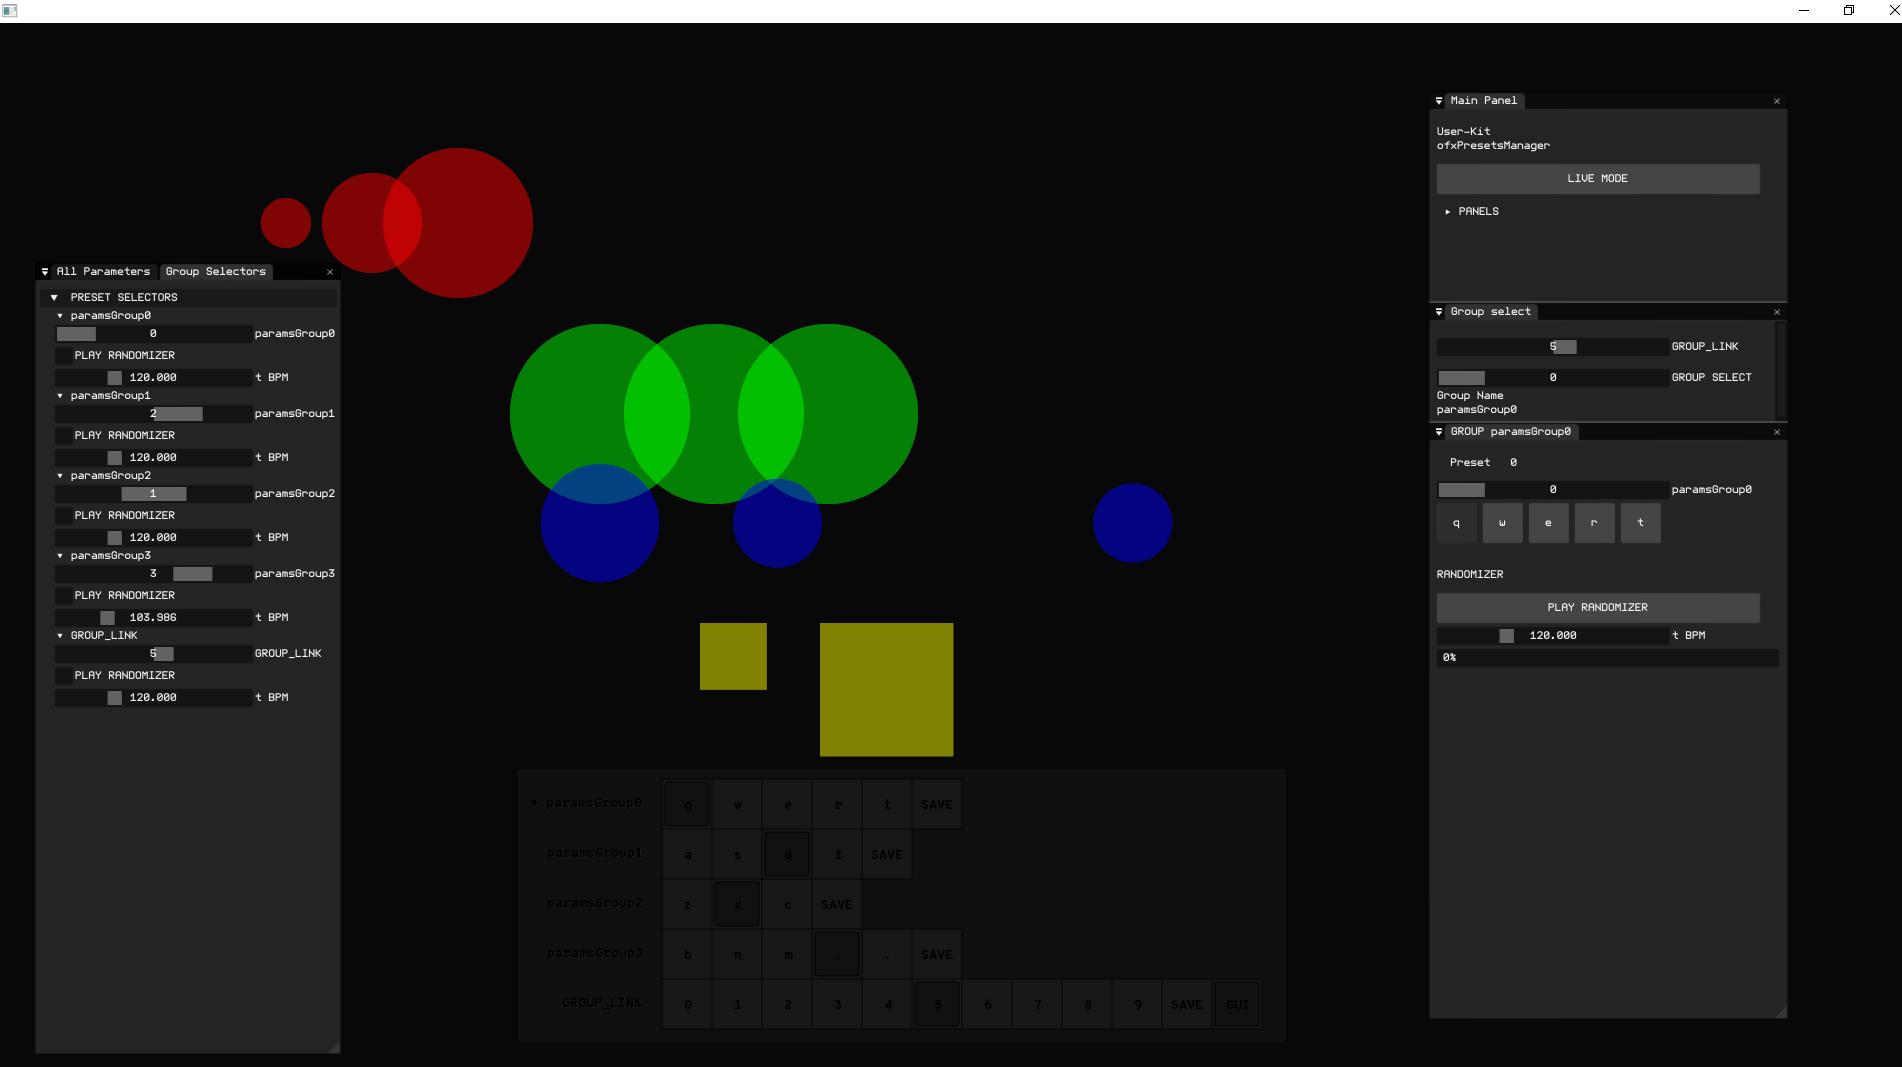 All Parameters Group Selectors
PRESET SELECTORS
paramsGroup0
0 paramsGroup0
PLAY RANDOMIZER
120.000 t BPM
paramsGroup1
2 paramsGroup1
PLAY RANDOMIZER
120.000 t BPM
paramsGroup2
1 paramsGroup2
PLAY RANDOMIZER
120.000 t BPM
paramsGroup3
3 paramsGroup3
PLAY RANDOMIZER
103.986 t BPM
GROUP_LINK
5 GROUP_LINK
PLAY RANDOMIZER
120.000 t BPM
paramsGroup0 q w e r t SAVE
paramsGroup1 a s d f SAVE
paramsGroup2 z x c SAVE
paramsGroup3 b n m , . SAVE
GROUP_LINK 0 1 2 3 4 5 6 7 8 9 SAVE GUI
Main Panel
User-Kit
ofxPresetsManager
LIVE MODE
PANELS
Group select
5 GROUP_LINK
0 GROUP SELECT
Group Name
paramsGroup0
GROUP paramsGroup0
Preset 0
0 paramsGroup0
q w e r t
RANDOMIZER
PLAY RANDOMIZER
120.000 t BPM
0%